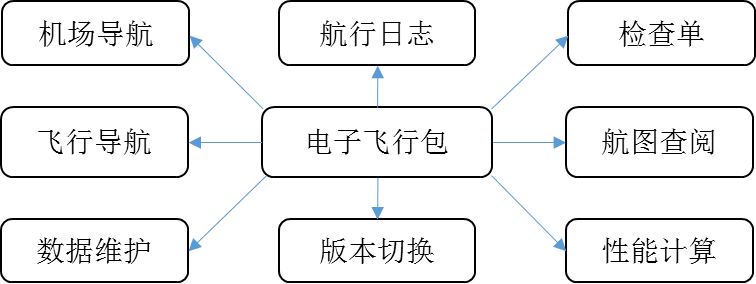 机场导航
航行日志
检查单
飞行导航
电子飞行包
航图查阅
数据维护
版本切换
性能计算